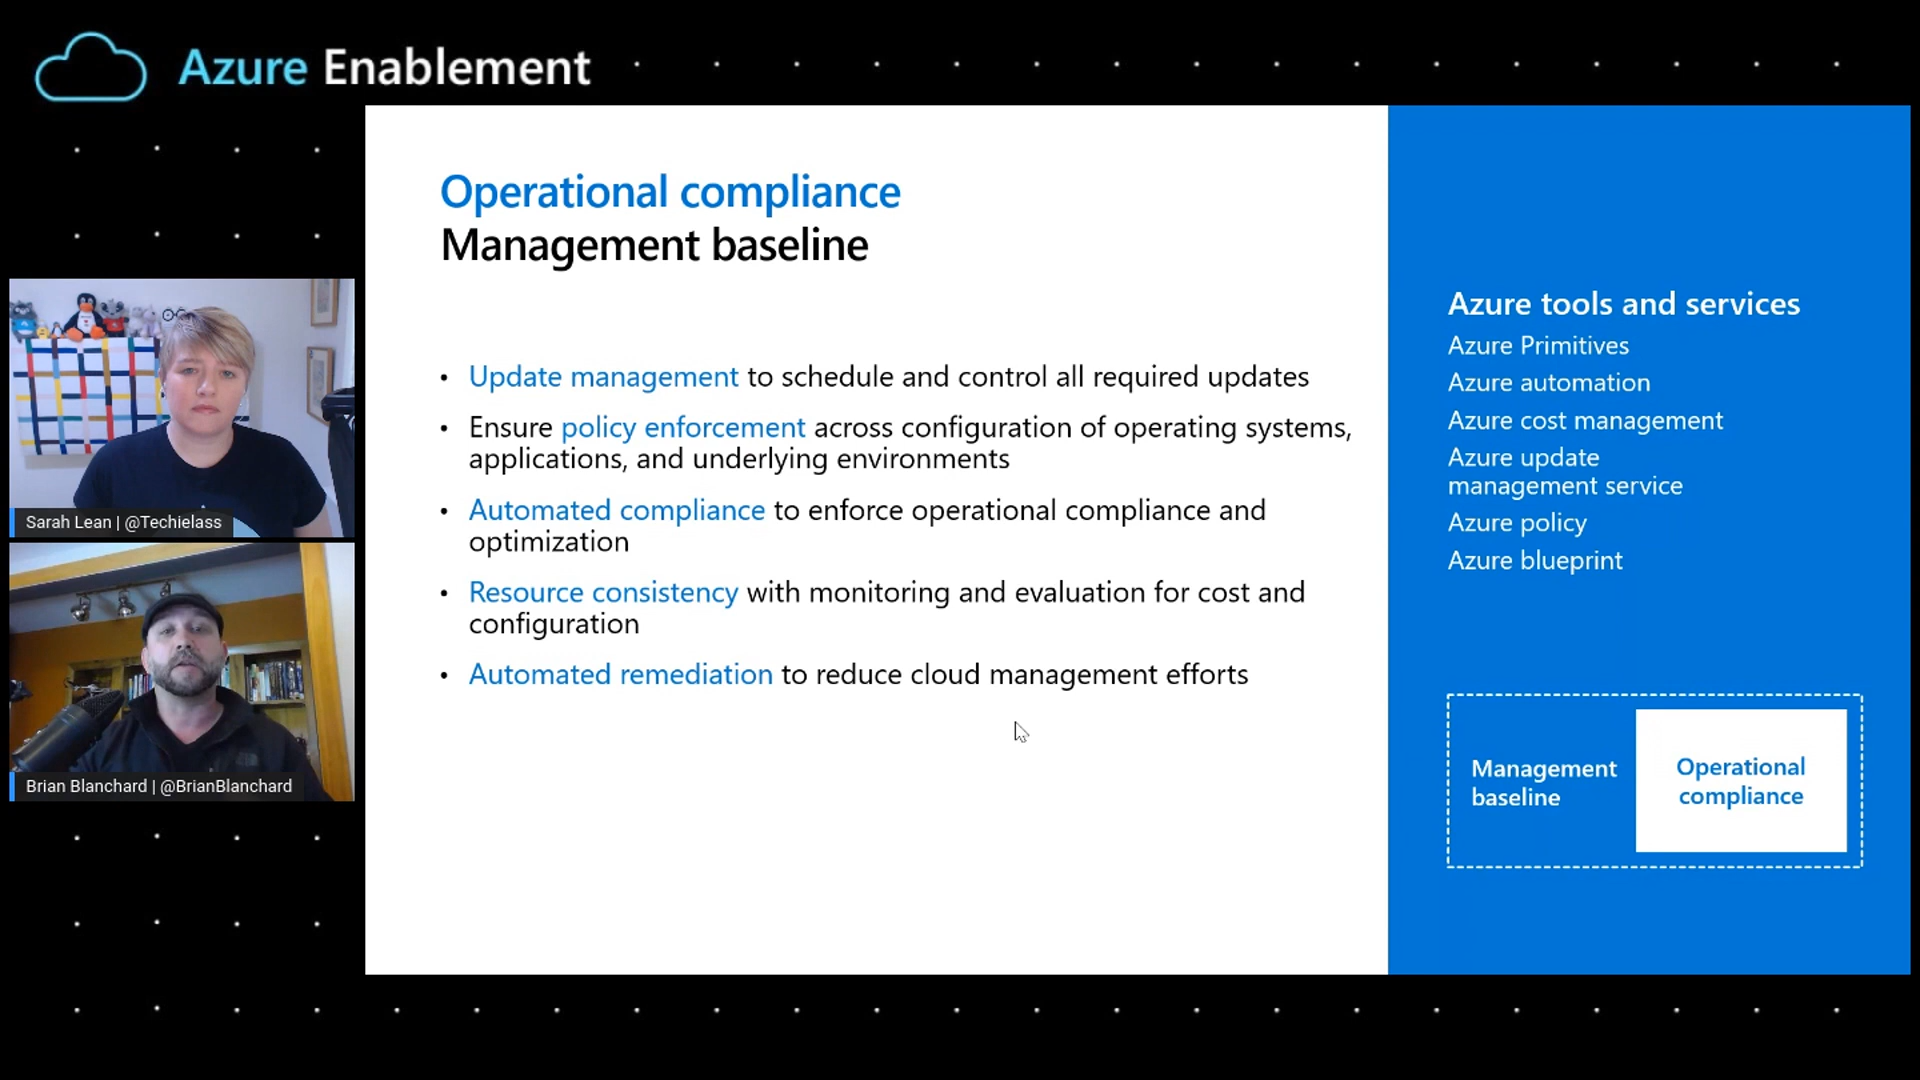 Azure Enablement
Operational compliance
Management baseline
• Update management to schedule and control all required updates
• Ensure policy enforcement across configuration of operating systems,
applications, and underlying environments
• Automated compliance to enforce operational compliance and
optimization
• Resource consistency with monitoring and evaluation for cost and
configuration
• Automated remediation to reduce cloud management efforts
Azure tools and services
Azure Primitives
Azure automation
Azure cost management
Azure update
management service
Azure policy
Azure blueprint
Management
baseline
Operational
compliance
Sarah Lean | @Techielass
Brian Blanchard | @BrianBlanchard